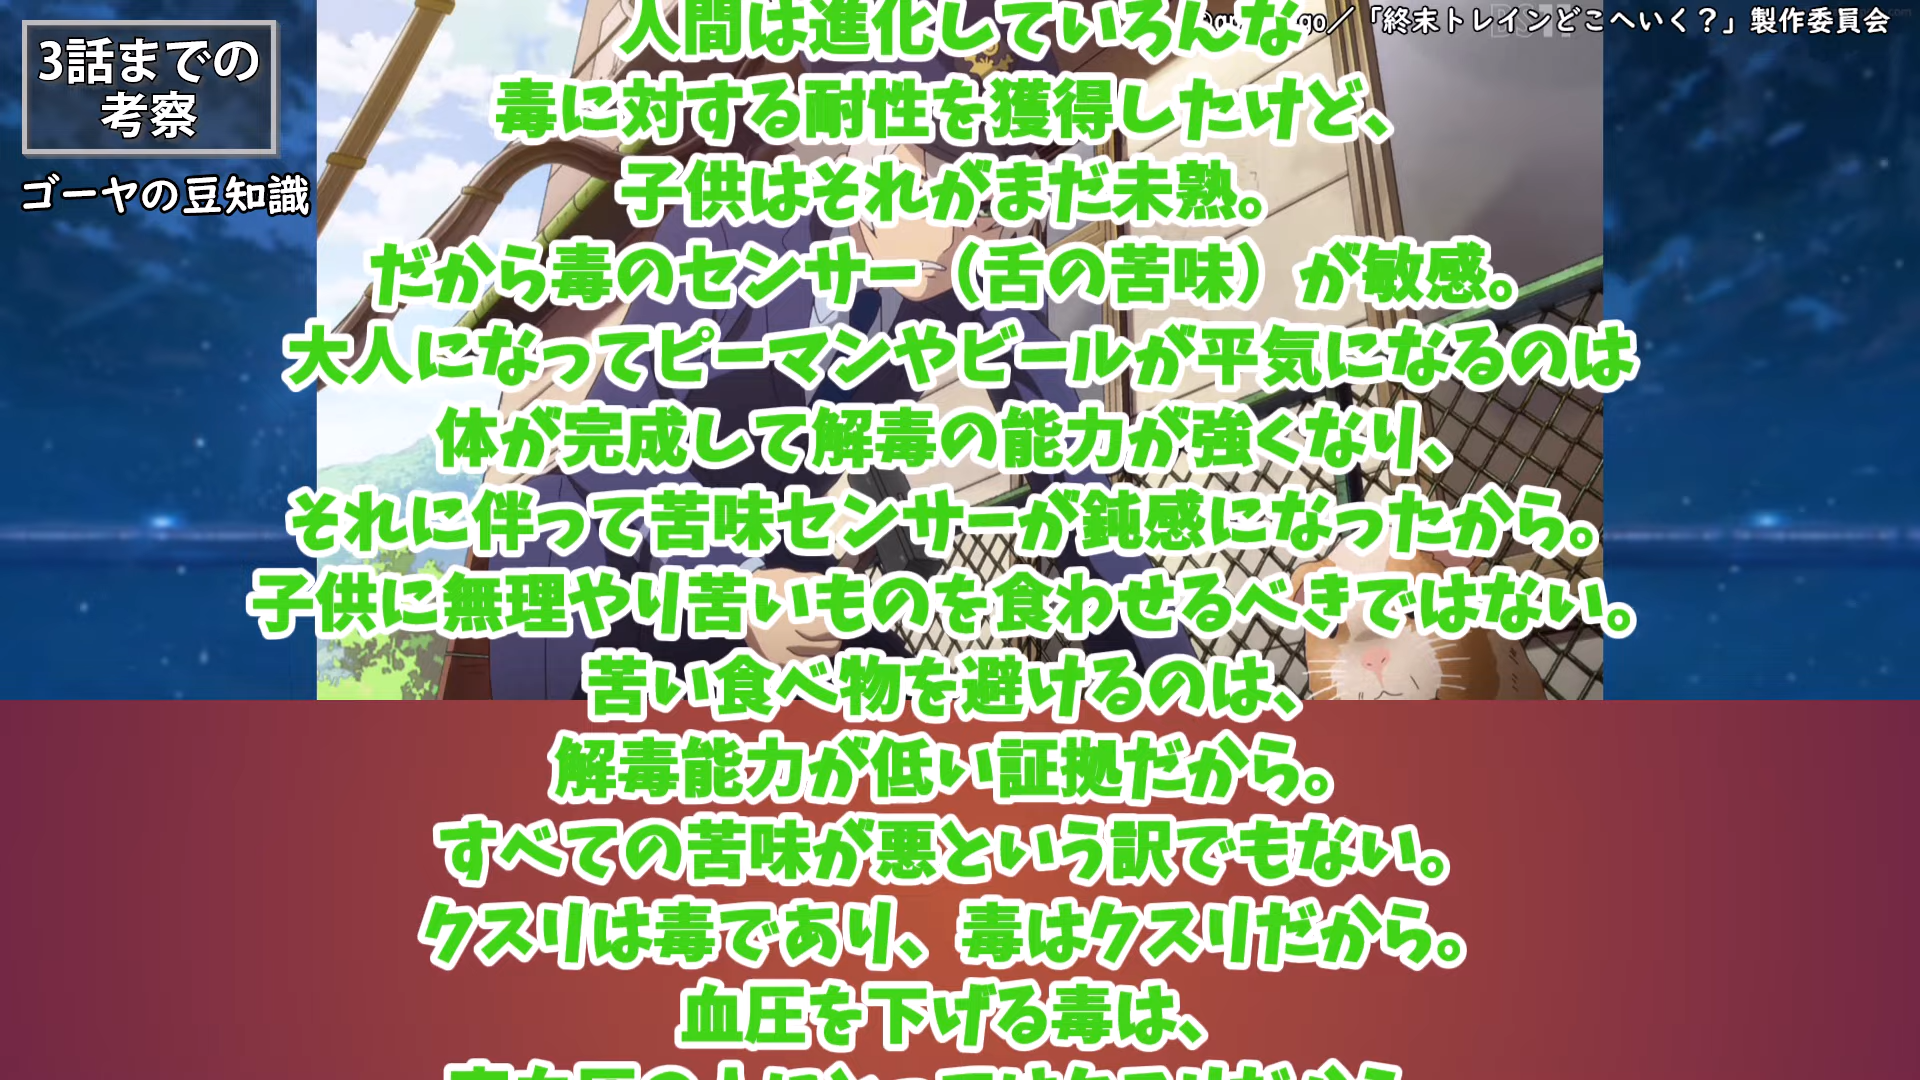 3話までの
考察
ゴーヤの豆知識
go／「終末トレインどこへいく？」製作委員会
人間は進化していろんな
毒に対する耐性を獲得したけど、
子供はそれがまだ未熟。
だから毒のセンサー（舌の苦味）が敏感。
大人になってピーマンやビールが平気になるのは
体が完成して解毒の能力が強くなり、
それに伴って苦味センサーが鈍感になったから。
子供に無理やり苦いものを食わせるべきではない。
苦い食べ物を避けるのは、
解毒能力が低い証拠だから。
すべての苦味が悪という訳でもない。
クスリは毒であり、毒はクスリだから。
血圧を下げる毒は、